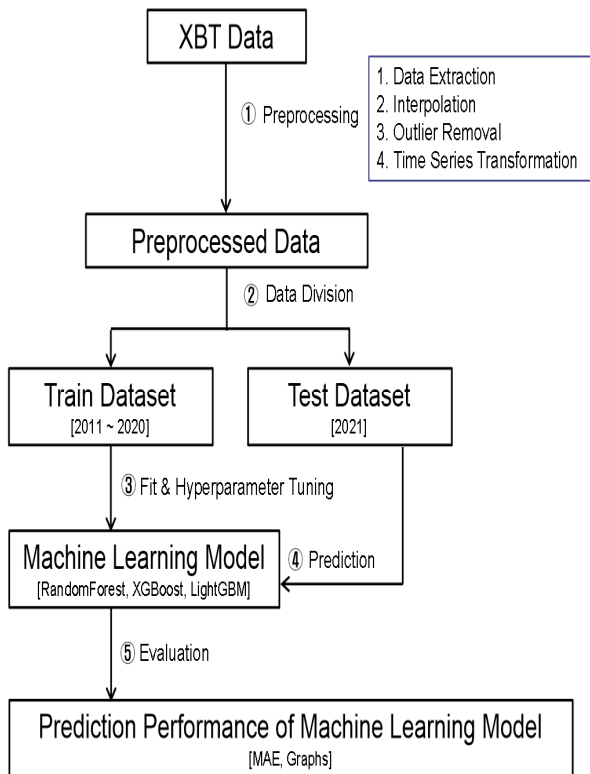 XBT Data
① Preprocessing
1. Data Extraction
2. Interpolation
3. Outlier Removal
4. Time Series Transformation
Preprocessed Data
② Data Division
Train Dataset
[2011 ~ 2020]
Test Dataset
[2021]
③ Fit & Hyperparameter Tuning
Machine Learning Model
[RandomForest, XGBoost, LightGBM]
④ Prediction
⑤ Evaluation
Prediction Performance of Machine Learning Model
[MAE, Graphs]